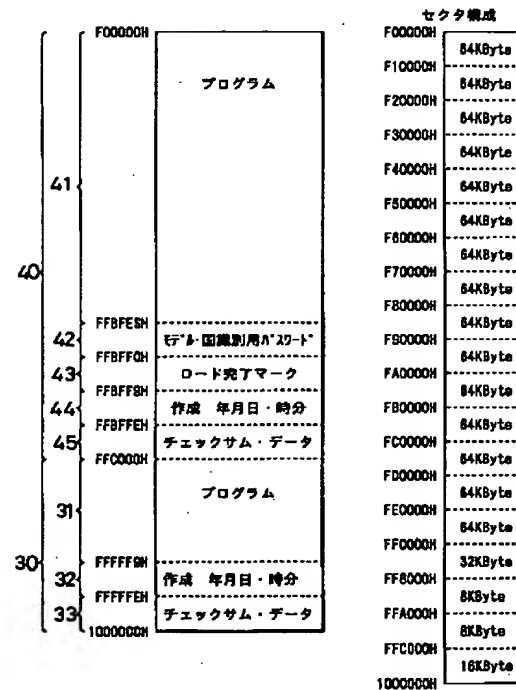 F00000H
プログラム
41
40
FFBFE8H
42
ﾓﾃﾞﾙ・国識別用ﾊﾟｽﾜｰﾄﾞ
FFBFF0H
43
ロード完了マーク
FFBFF8H
44
作成 年月日・時分
FFBFFEH
45
チェックサム・データ
FFC000H
プログラム
31
30
FFFFF8H
32
作成 年月日・時分
FFFFFEH
33
チェックサム・データ
1000000H
セクタ構成
F00000H
64KByte
F10000H
64KByte
F20000H
64KByte
F30000H
64KByte
F40000H
64KByte
F50000H
64KByte
F60000H
64KByte
F70000H
64KByte
F80000H
64KByte
F90000H
64KByte
FA0000H
64KByte
FB0000H
64KByte
FC0000H
64KByte
FD0000H
64KByte
FE0000H
64KByte
FF0000H
32KByte
FF8000H
8KByte
FFA000H
8KByte
FFC000H
16KByte
1000000H